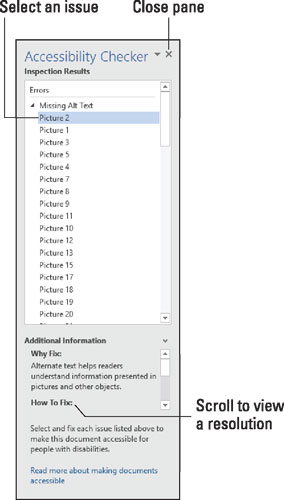 Select an issue
Close pane
Accessibility Checker
Inspection Results
Errors
Missing Alt Text
Picture 2
Picture 1
Picture 3
Picture 5
Picture 4
Picture 7
Picture 8
Picture 9
Picture 11
Picture 10
Picture 12
Picture 13
Picture 15
Picture 17
Picture 18
Picture 19
Picture 20
Additional Information
Why Fix:
Alternate text helps readers
understand information presented in
pictures and other objects.
How To Fix:
Scroll to view
a resolution
Select and fix each issue listed above to
make this document accessible for
people with disabilities.
Read more about making documents
accessible